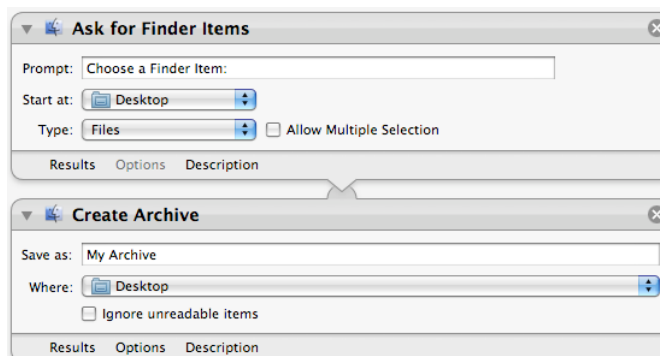 Ask for Finder Items
Prompt: Choose a Finder Item:
Start at: Desktop
Type: Files Allow Multiple Selection
Results Options Description
Create Archive
Save as: My Archive
Where: Desktop
Ignore unreadable items
Results Options Description